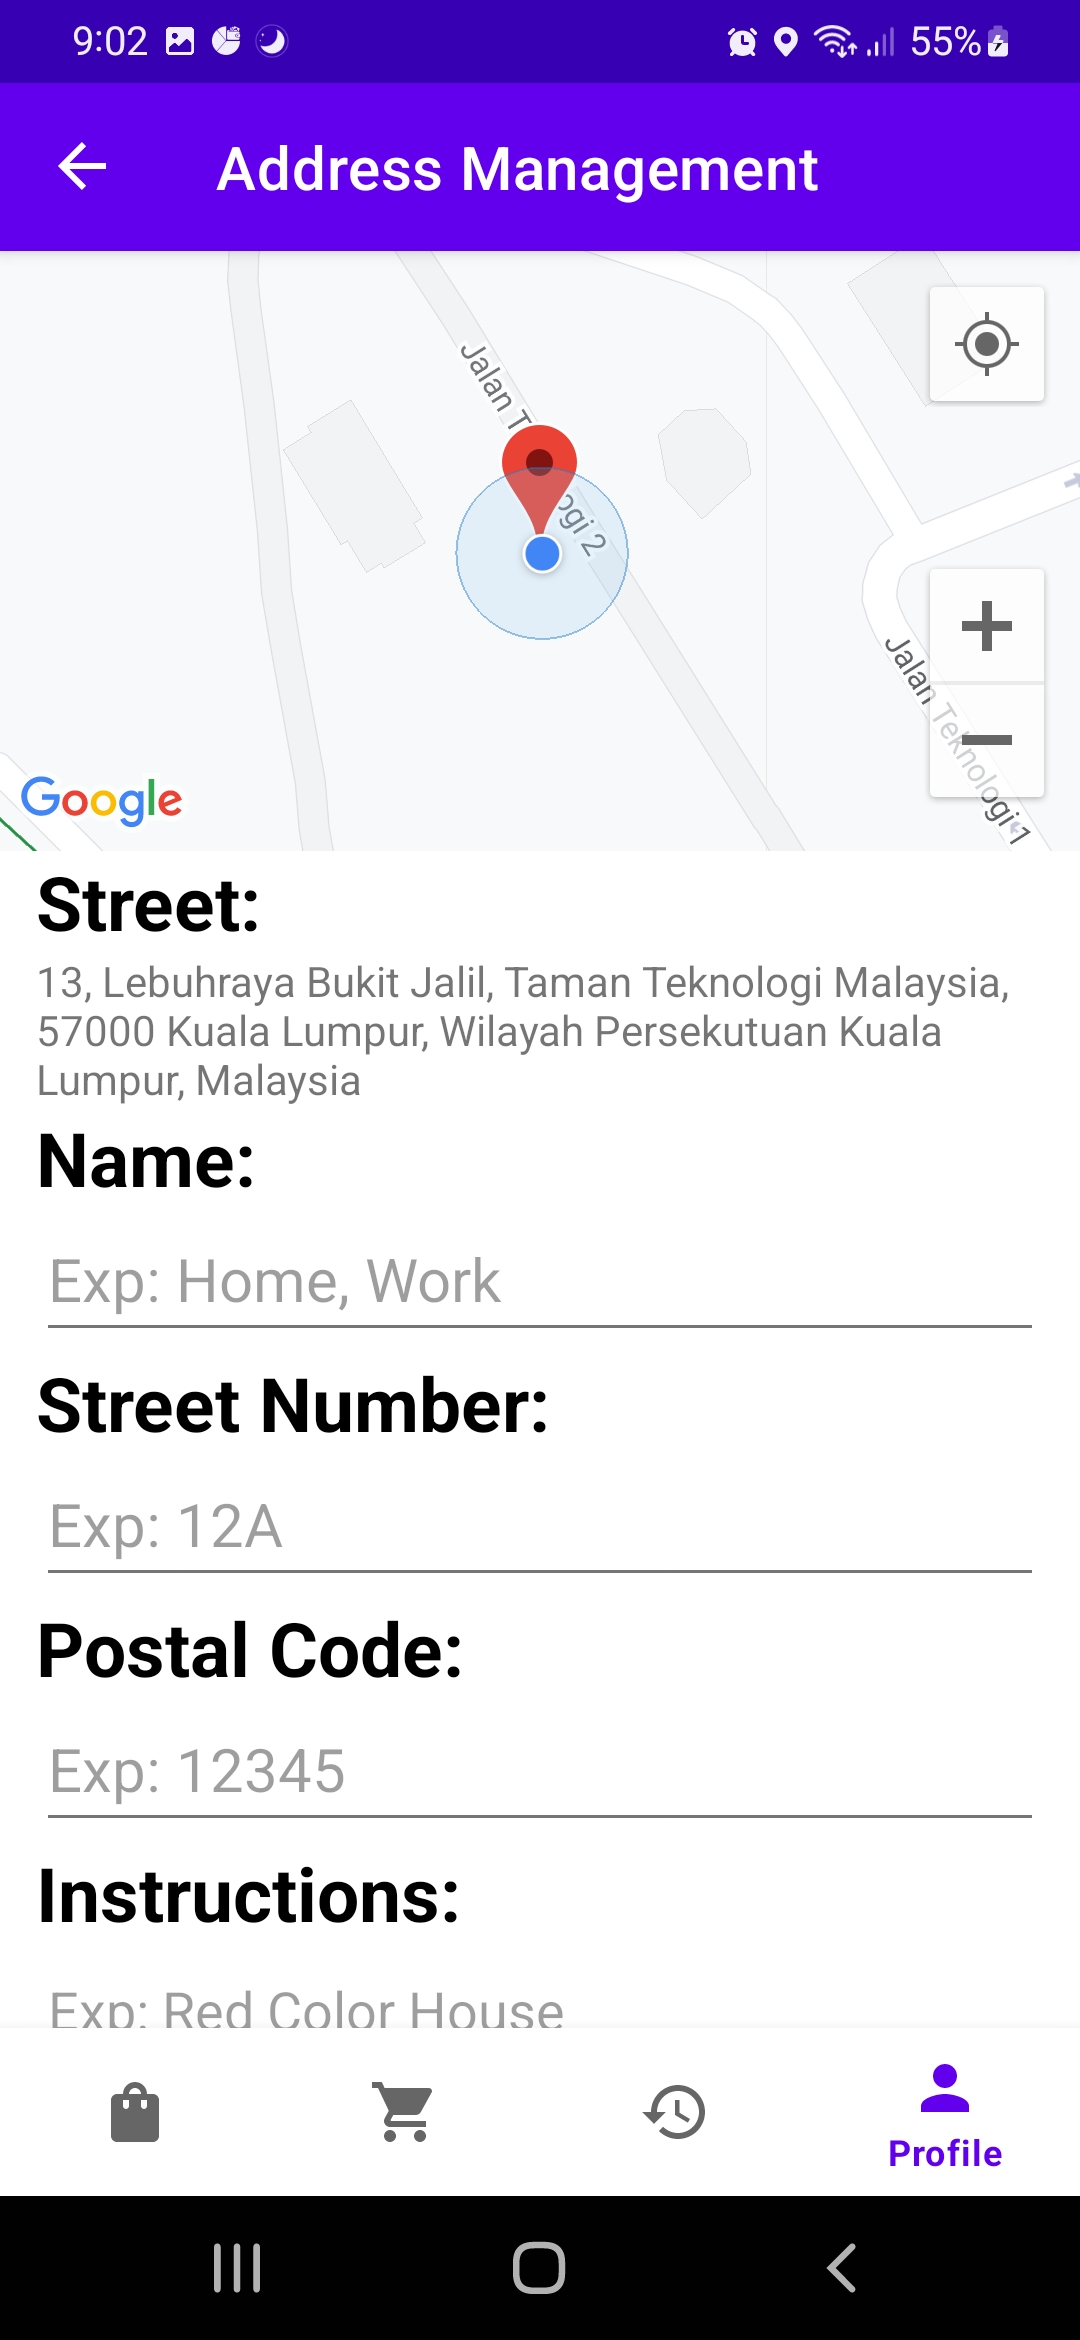 9:02
55%
Address Management
Jalan T
ogi 2
Jalan Teknologi 1
Google
Street:
13, Lebuhraya Bukit Jalil, Taman Teknologi Malaysia,
57000 Kuala Lumpur, Wilayah Persekutuan Kuala
Lumpur, Malaysia
Name:
Exp: Home, Work
Street Number:
Exp: 12A
Postal Code:
Exp: 12345
Instructions:
Exp: Red Color House
Profile